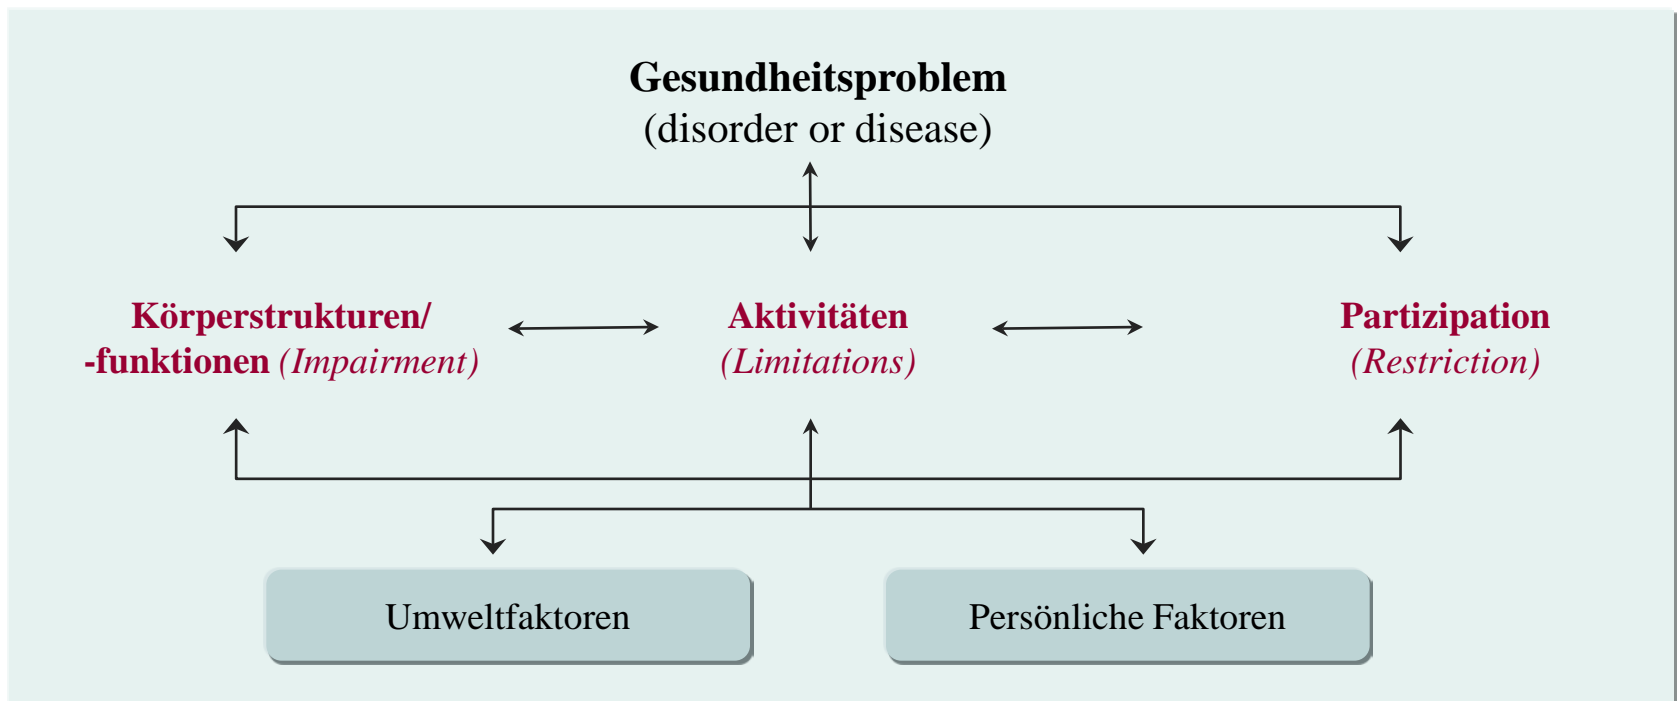 Gesundheitsproblem
(disorder or disease)
Körperstrukturen/
-funktionen (Impairment)
Aktivitäten
(Limitations)
Partizipation
(Restriction)
Umweltfaktoren
Persönliche Faktoren